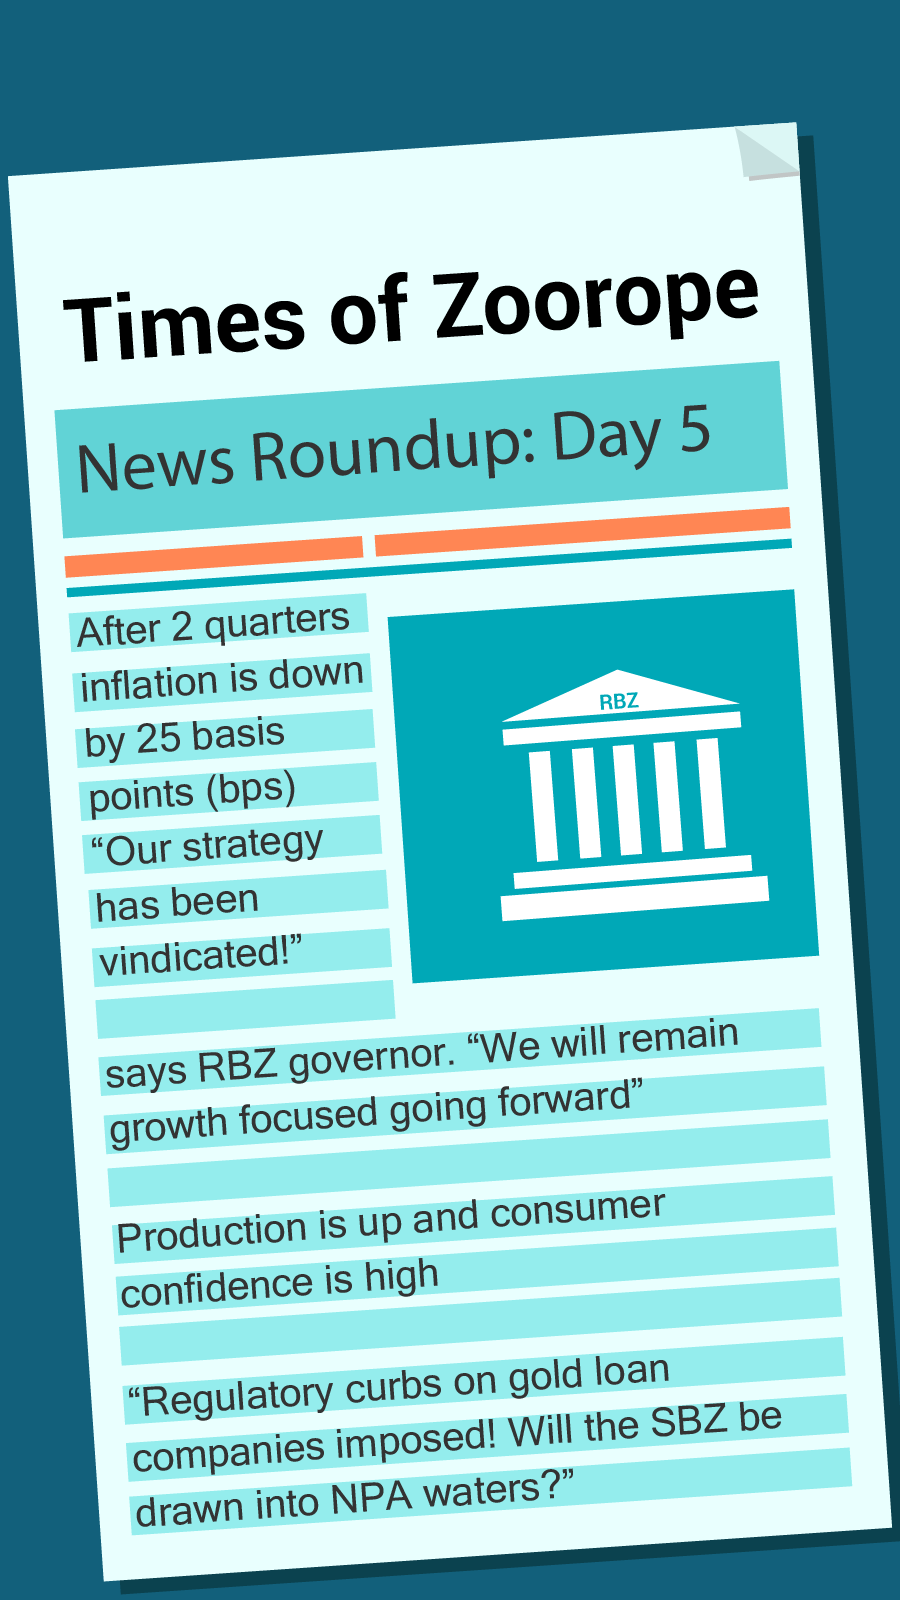 Times of Zoorope
News Roundup: Day 5
After 2 quarters
inflation is down
by 25 basis
points (bps)
“Our strategy
has been
vindicated!”
RBZ
says RBZ governor. “We will remain
growth focused going forward”
Production is up and consumer
confidence is high
“Regulatory curbs on gold loan
companies imposed! Will the SBZ be
drawn into NPA waters?”